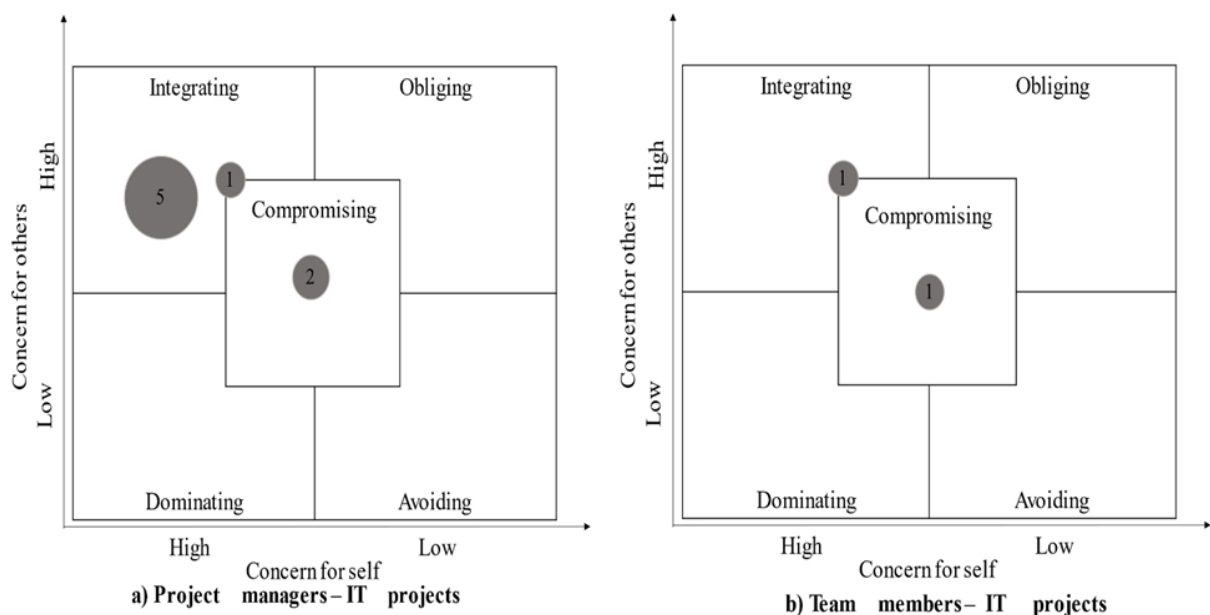 Integrating Obliging
5 1
Compromising
2
Dominating Avoiding
High
Low
Concern for others
High Low
Concern for self
a) Project managers – IT projects
Integrating Obliging
1
Compromising
1
Dominating Avoiding
High
Low
Concern for others
High Low
Concern for self
b) Team members – IT projects